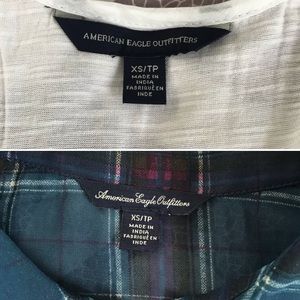 AMERICAN EAGLE OUTFITTERS
XS/TP
MADE IN
INDIA
FABRIQUÉ EN
INDE
American Eagle Outfitters
XS/TP
MADE IN
INDIA
FABRIQUÉ EN
INDE